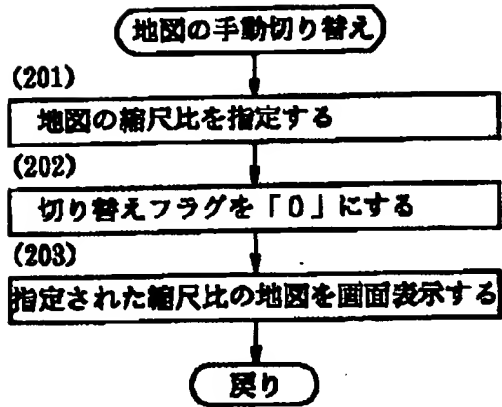 地図の手動切り替え
(201)
地図の縮尺比を指定する
(202)
切り替えフラグを「0」にする
(203)
指定された縮尺比の地図を画面表示する
戻り